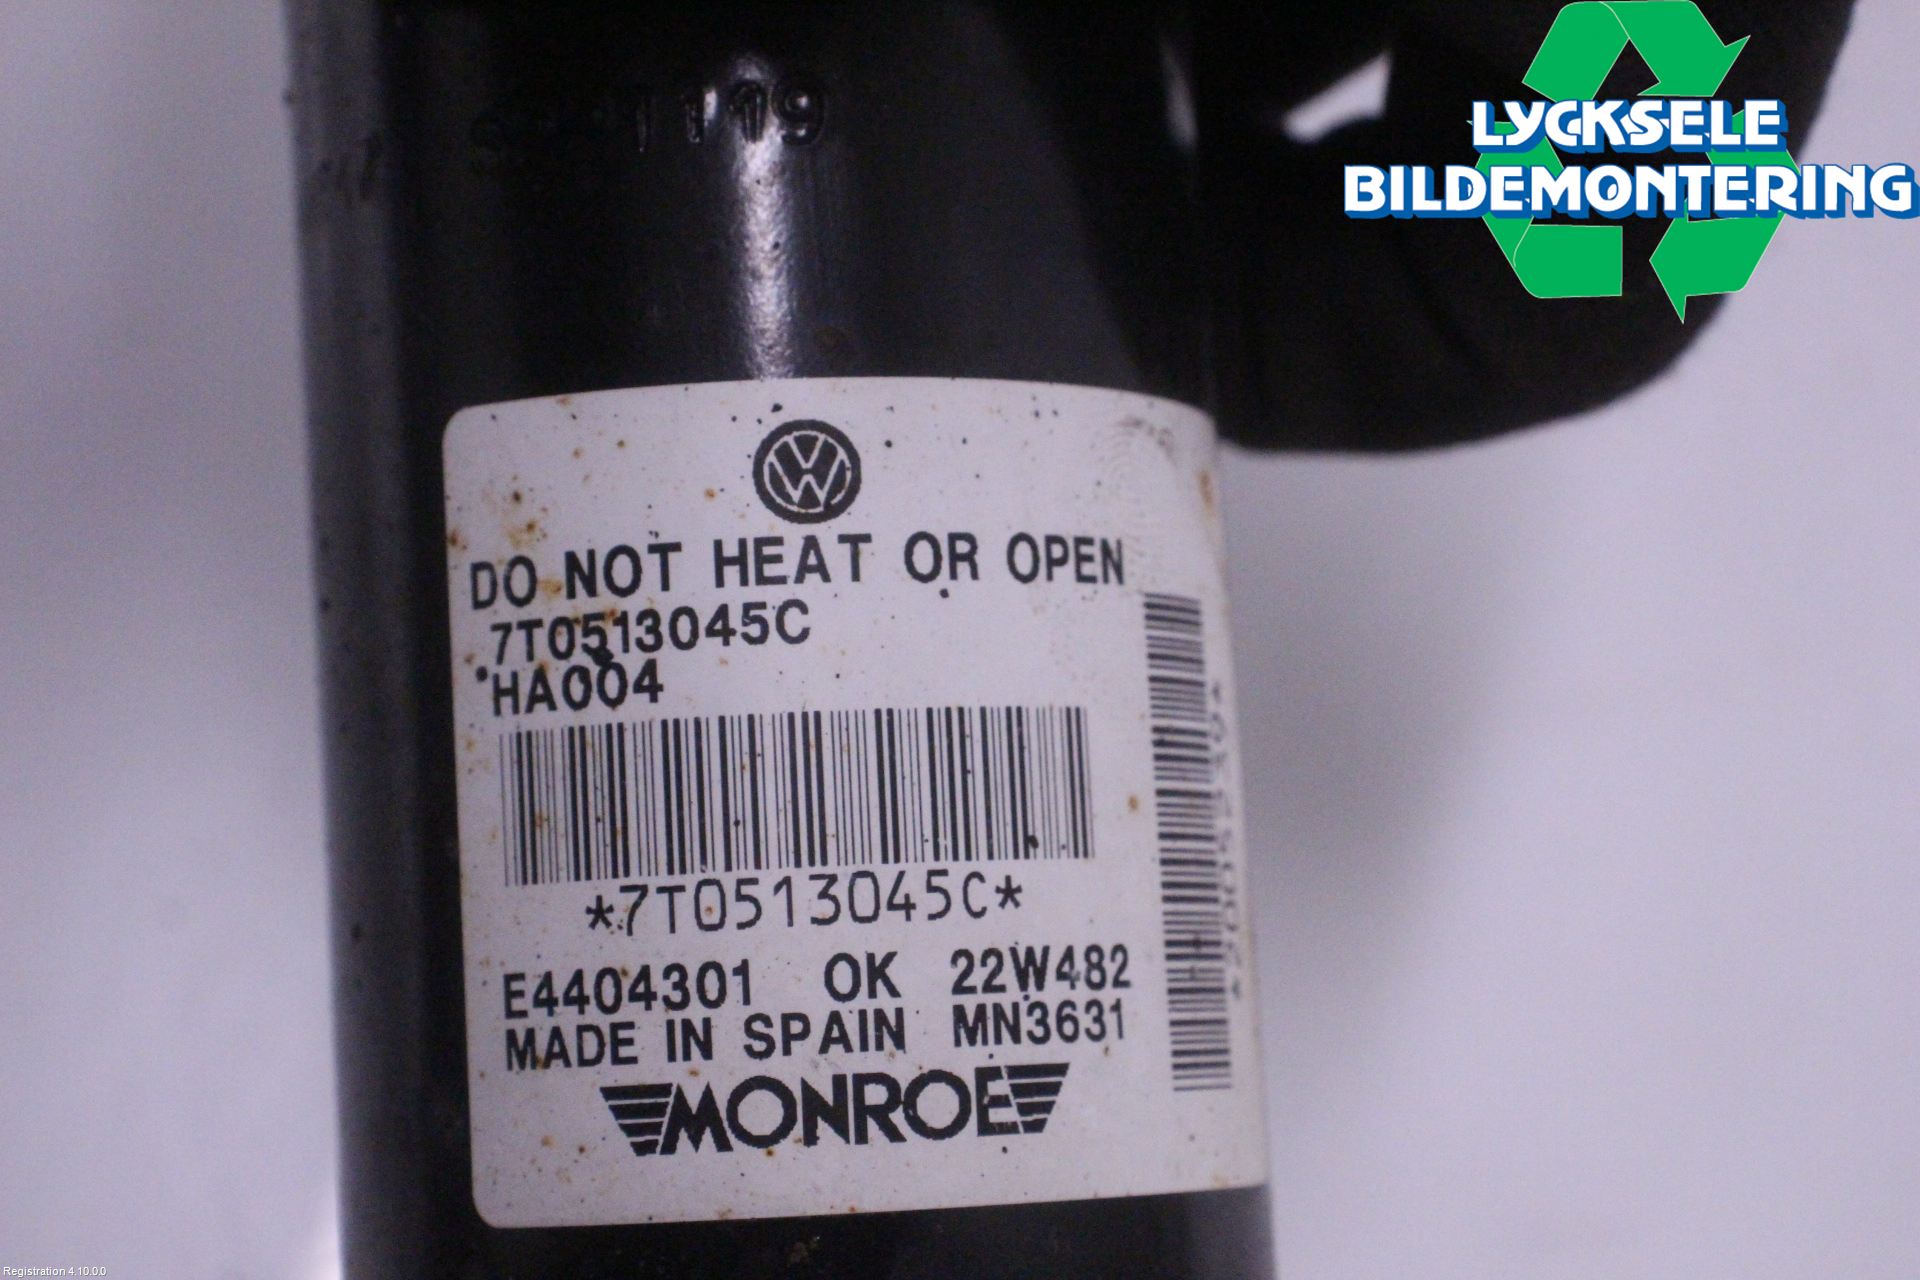 LYCKSELE
BILDEMONTERING
1119
DO NOT HEAT OR OPEN
7T0513045C
HA004
*7T0513045C*
E4404301 OK 22W482
MADE IN SPAIN MN3631
MONROE
Registration 4.10.0.0